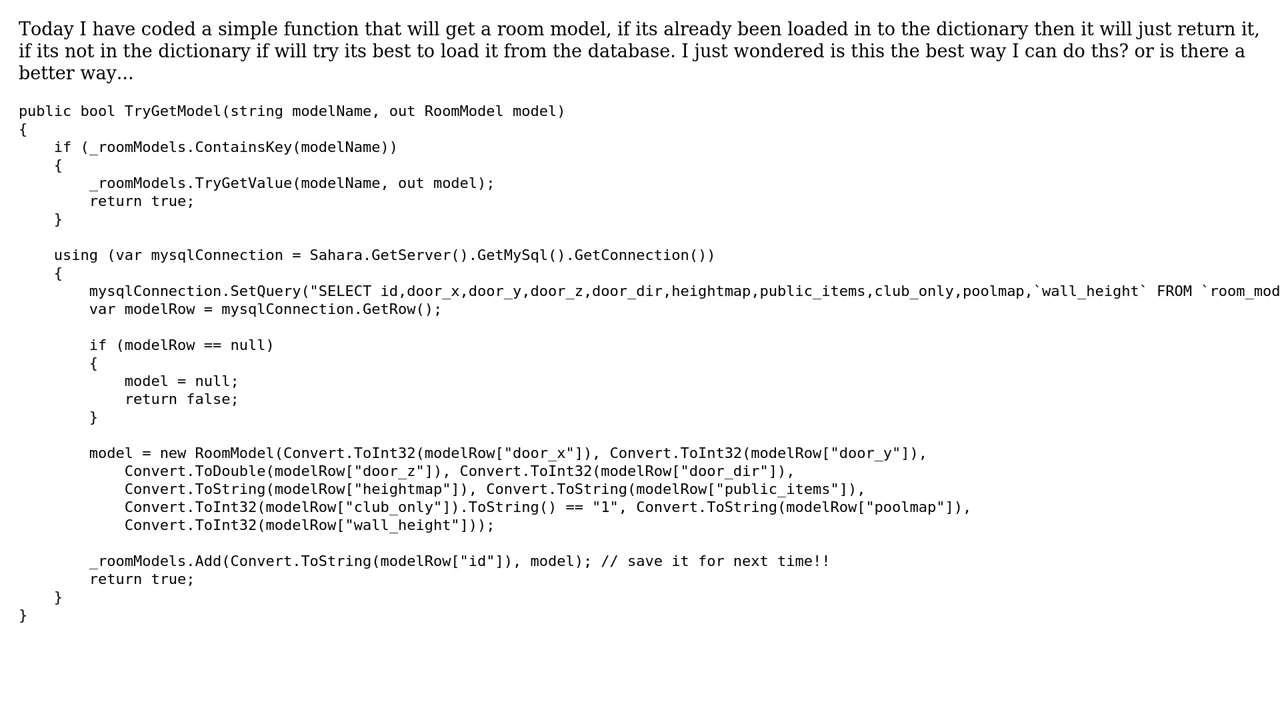 Today I have coded a simple function that will get a room model, if its already been loaded in to the dictionary then it will just return it,
if its not in the dictionary if will try its best to load it from the database. I just wondered is this the best way I can do ths? or is there a
better way...
public bool TryGetModel(string modelName, out RoomModel model)
{
    if (_roomModels.ContainsKey(modelName))
    {
        _roomModels.TryGetValue(modelName, out model);
        return true;
    }
    using (var mysqlConnection = Sahara.GetServer().GetMySql().GetConnection())
    {
        mysqlConnection.SetQuery("SELECT id,door_x,door_y,door_z,door_dir,heightmap,public_items,club_only,poolmap,`wall_height` FROM `room_mod
        var modelRow = mysqlConnection.GetRow();
        if (modelRow == null)
        {
            model = null;
            return false;
        }
        model = new RoomModel(Convert.ToInt32(modelRow["door_x"]), Convert.ToInt32(modelRow["door_y"]),
            Convert.ToDouble(modelRow["door_z"]), Convert.ToInt32(modelRow["door_dir"]),
            Convert.ToString(modelRow["heightmap"]), Convert.ToString(modelRow["public_items"]),
            Convert.ToInt32(modelRow["club_only"]).ToString() == "1", Convert.ToString(modelRow["poolmap"]),
            Convert.ToInt32(modelRow["wall_height"]));
        _roomModels.Add(Convert.ToString(modelRow["id"]), model); // save it for next time!!
        return true;
    }
}